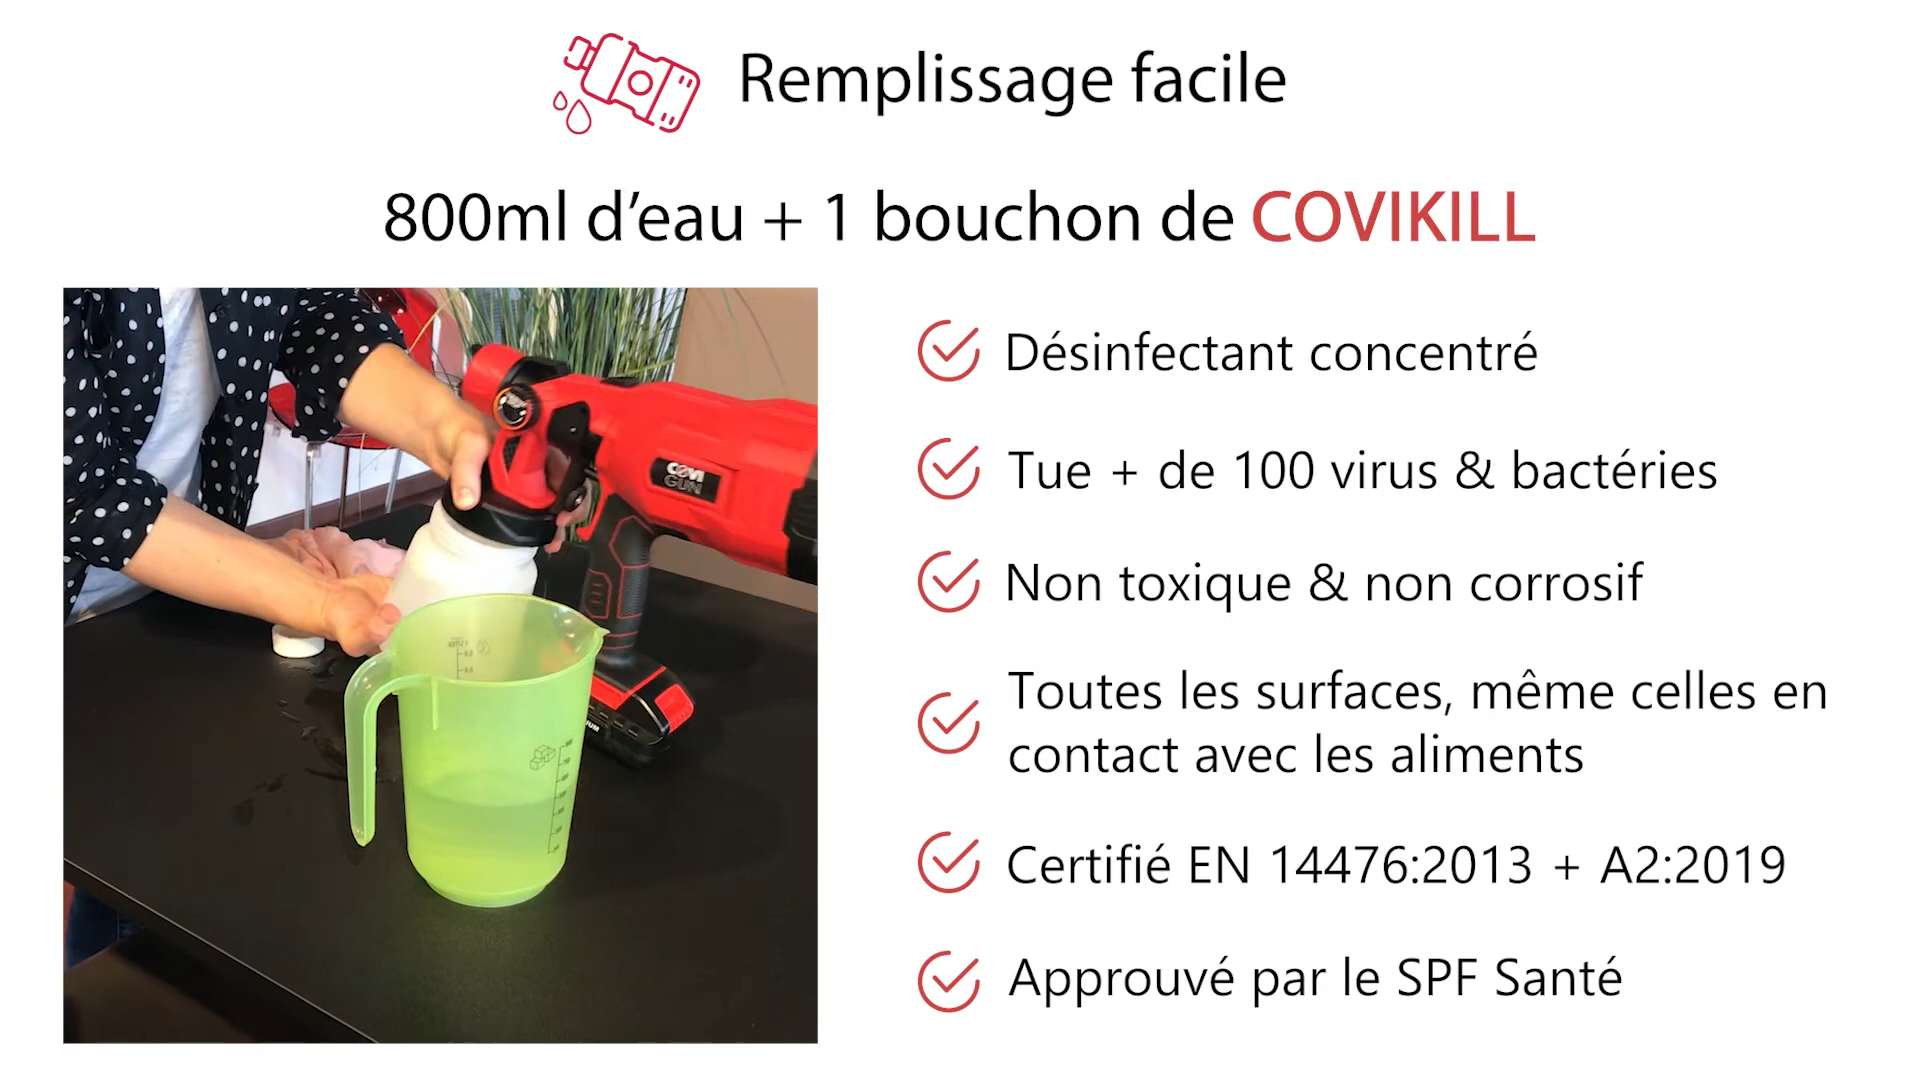 Remplissage facile
800ml d’eau + 1 bouchon de COVIKILL
Désinfectant concentré
Tue + de 100 virus & bactéries
Non toxique & non corrosif
Toutes les surfaces, même celles en
contact avec les aliments
Certifié EN 14476:2013 + A2:2019
Approuvé par le SPF Santé
COVI
GUN